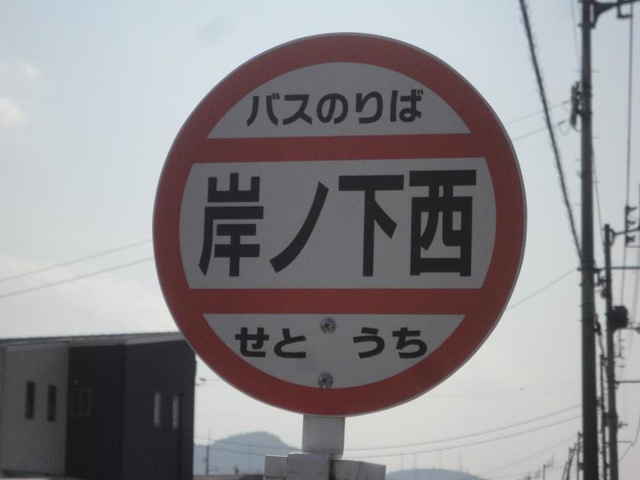 バスのりば
岸ノ下西
せと うち